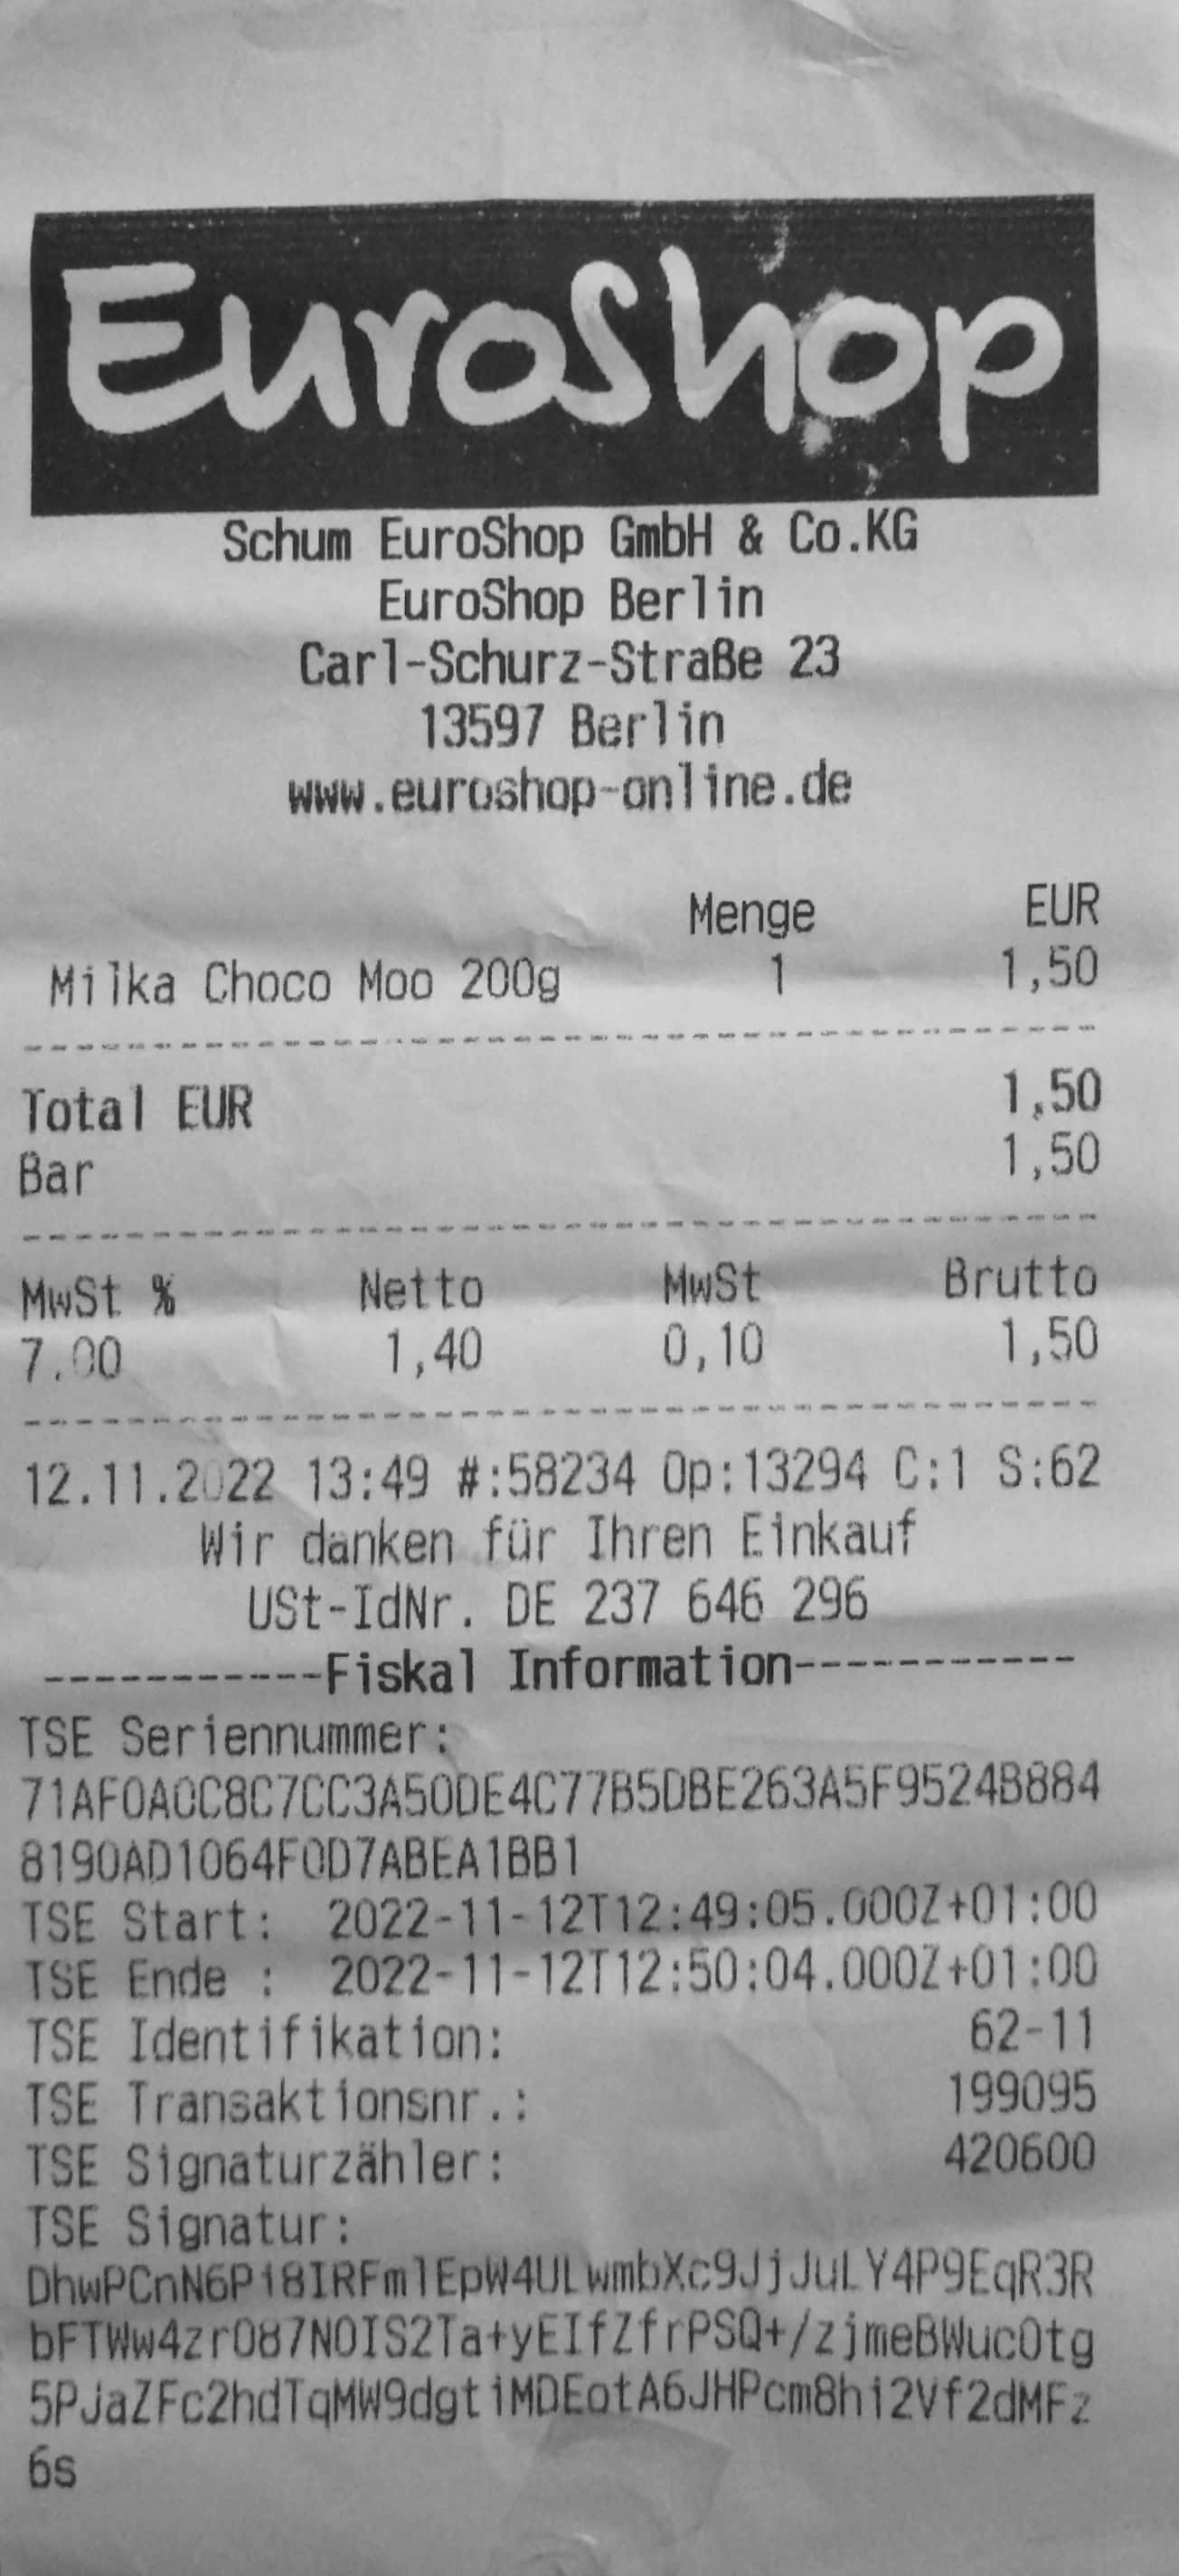 EuroShop
Schum EuroShop GmbH & Co.KG
EuroShop Berlin
Carl-Schurz-Straße 23
13597 Berlin
www.euroshop-online.de
Menge EUR
Milka Choco Moo 200g 1 1,50
Total EUR 1,50
Bar 1,50
MwSt % Netto MwSt Brutto
7.00 1,40 0,10 1,50
12.11.2022 13:49 #:58234 Op:13294 C:1 S:62
Wir danken für Ihren Einkauf
USt-IdNr. DE 237 646 296
-----------Fiskal Information-----------
TSE Seriennummer:
71AF0A0C8C7CC3A50DE4C77B5DBE263A5F9524B884
8190AD1064F0D7ABEA1BB1
TSE Start: 2022-11-12T12:49:05.000Z+01:00
TSE Ende : 2022-11-12T12:50:04.000Z+01:00
TSE Identifikation: 62-11
TSE Transaktionsnr.: 199095
TSE Signaturzähler: 420600
TSE Signatur:
DhwPCnN6Pi8IRFmlEpW4ULwmbXc9JjJuLY4P9EqR3R
bFTWw4zrO87NOIS2Ta+yEIfZfrPSQ+/zjmeBWucOtg
5PJaZFc2hdTqMW9dgtiMDEotA6JHPcm8hi2Vf2dMFz
6s